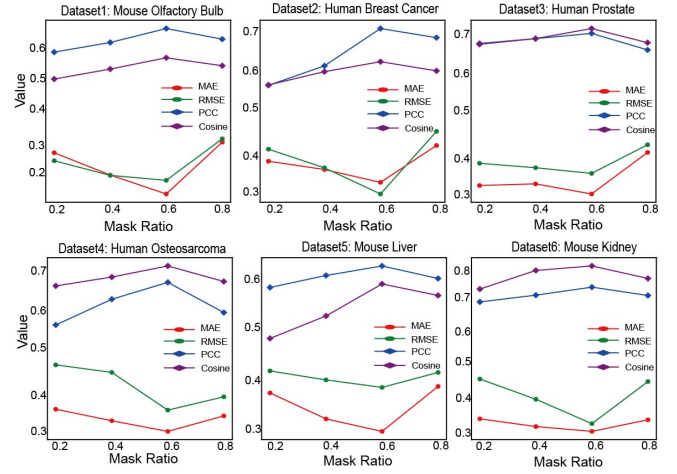 Dataset1: Mouse Olfactory Bulb
Dataset2: Human Breast Cancer
Dataset3: Human Prostate
Value
0.6
0.5
0.4
0.3
0.2
MAE
RMSE
PCC
Cosine
0.2 0.4 0.6 0.8
Mask Ratio
0.7
0.6
0.5
0.4
0.3
MAE
RMSE
PCC
Cosine
0.2 0.4 0.6 0.8
Mask Ratio
0.7
0.6
0.4
0.3
MAE
RMSE
PCC
Cosine
0.2 0.4 0.6 0.8
Mask Ratio
Dataset4: Human Osteosarcoma
Dataset5: Mouse Liver
Dataset6: Mouse Kidney
Value
0.7
0.6
0.5
0.4
0.3
MAE
RMSE
PCC
Cosine
0.2 0.4 0.6 0.8
Mask Ratio
0.6
0.5
0.4
0.3
MAE
RMSE
PCC
Cosine
0.2 0.4 0.6 0.8
Mask Ratio
0.8
0.7
0.6
0.5
0.4
0.3
MAE
RMSE
PCC
Cosine
0.2 0.4 0.6 0.8
Mask Ratio